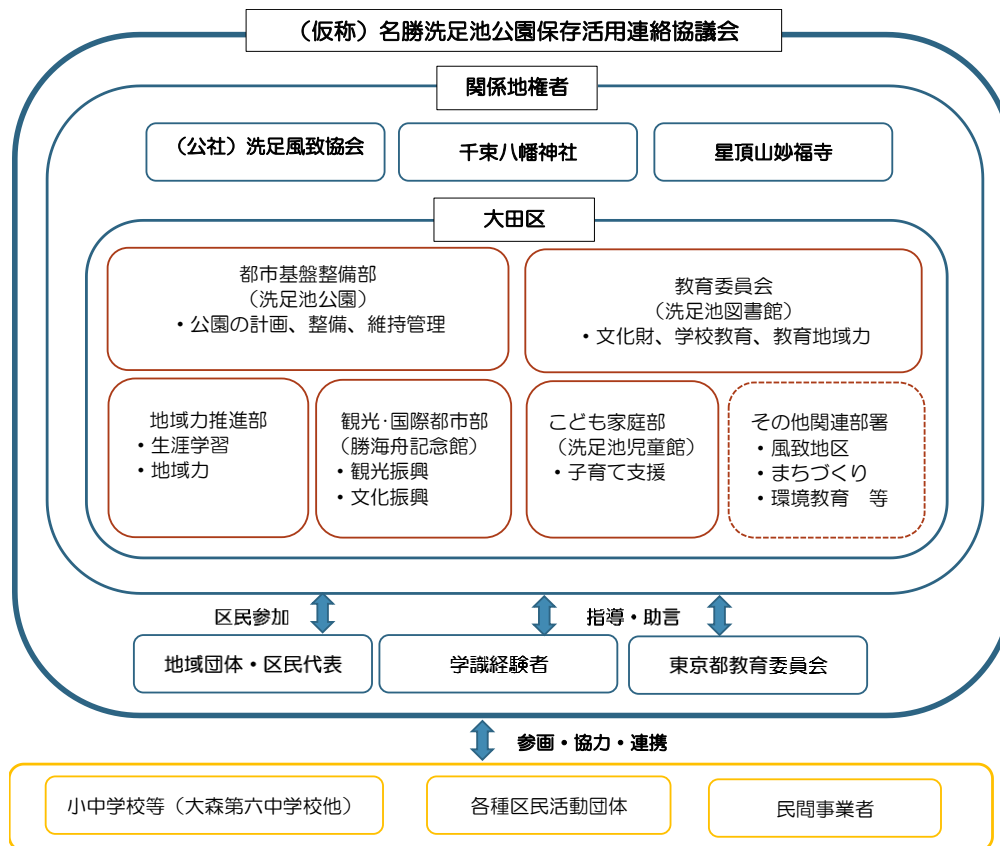 （仮称）名勝洗足池公園保存活用連絡協議会
関係地権者
（公社）洗足風致協会
千束八幡神社
星頂山妙福寺
大田区
都市基盤整備部
（洗足池公園）
・公園の計画、整備、維持管理
教育委員会
（洗足池図書館）
・文化財、学校教育、教育地域力
地域力推進部
・生涯学習
・地域力
観光・国際都市部
（勝海舟記念館）
・観光振興
・文化振興
こども家庭部
（洗足池児童館）
・子育て支援
その他関連部署
・風致地区
・まちづくり
・環境教育　等
区民参加
指導・助言
地域団体・区民代表
学識経験者
東京都教育委員会
参画・協力・連携
小中学校等（大森第六中学校他）
各種区民活動団体
民間事業者